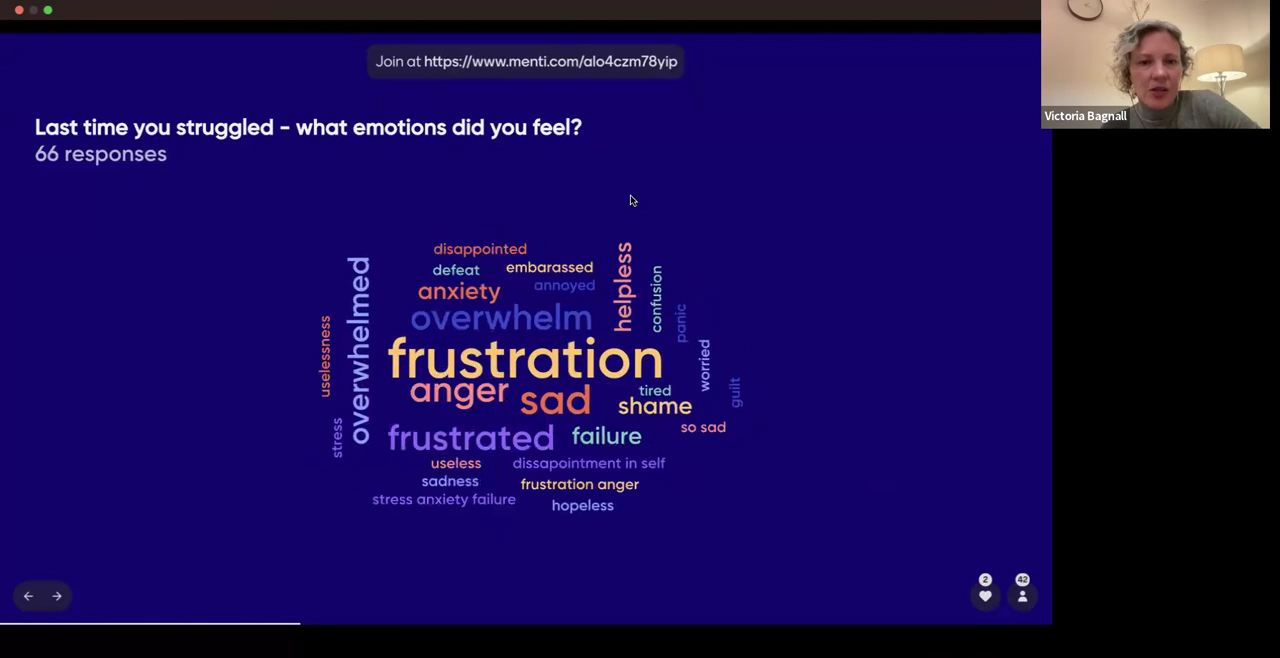 Join at https://www.menti.com/alo4czm78yip
Victoria Bagnall
Last time you struggled - what emotions did you feel?
66 responses
disappointed
defeat
embarassed
anxiety
annoyed
helpless
confusion
overwhelmed
overwhelm
panic
uselessness
frustration
worried
anger
sad
tired
guilt
shame
so sad
stress
frustrated
failure
useless
dissapointment in self
sadness
frustration anger
stress anxiety failure
hopeless
2
42